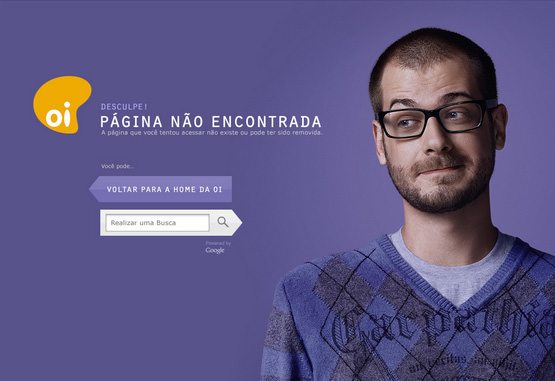 oi
DESCULPE!
PÁGINA NÃO ENCONTRADA
A página que você tentou acessar não existe ou pode ter sido removida.
Você pode...
VOLTAR PARA A HOME DA OI
Realizar uma Busca
Powered by
Google
Carpathia